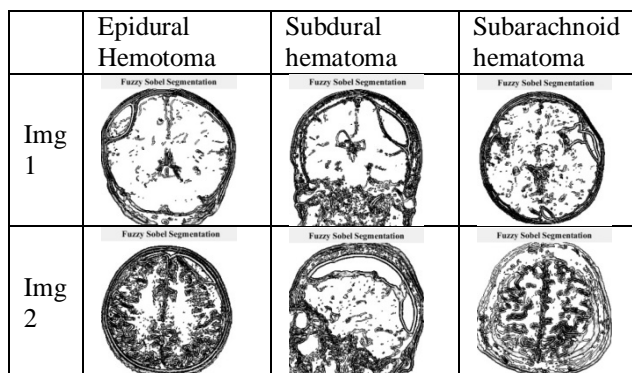 Epidural
Hemotoma
Subdural
hematoma
Subarachnoid
hematoma
Img
1
Fuzzy Sobel Segmentation
Fuzzy Sobel Segmentation
Fuzzy Sobel Segmentation
Img
2
Fuzzy Sobel Segmentation
Fuzzy Sobel Segmentation
Fuzzy Sobel Segmentation